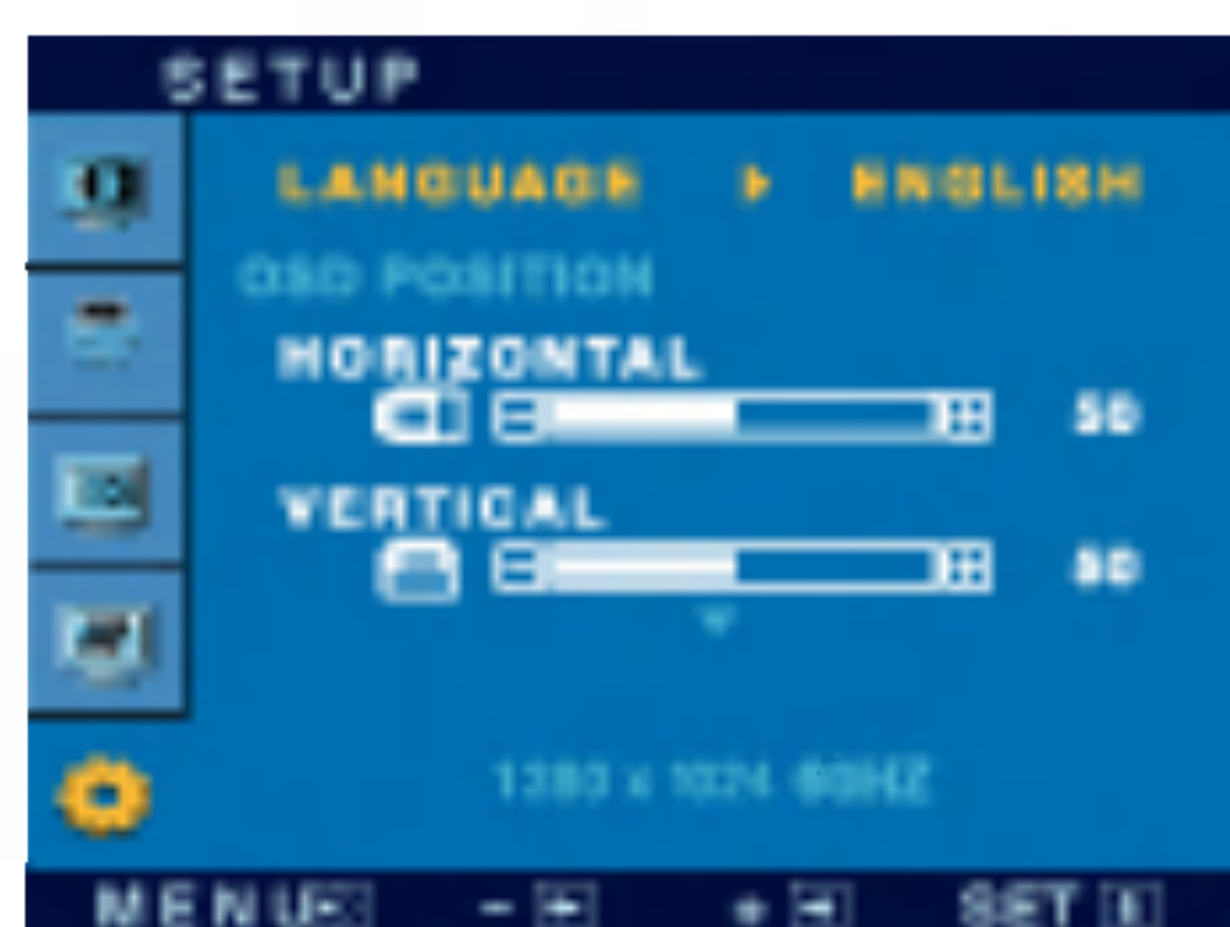 SETUP
LANGUAGE ENGLISH
OSD POSITION
HORIZONTAL
50
VERTICAL
50
1280 x 1024 60HZ
MENU - + SET